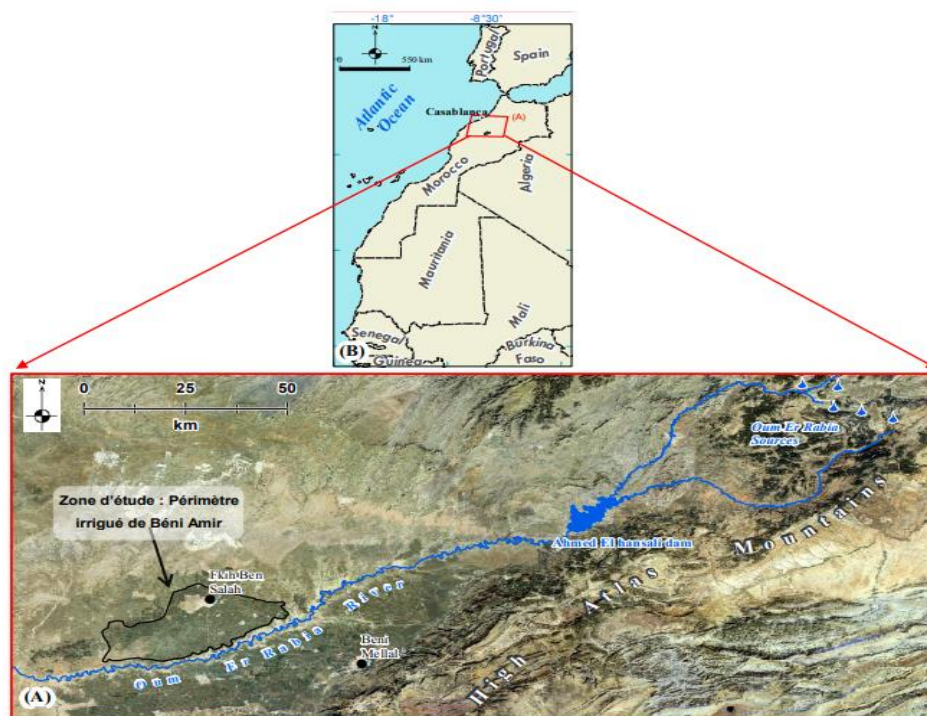 -18°
-8°30"
z
0
550 km
Portugal
Spain
Atlantic
Ocean
Casablanca
(A)
Morocco
Algeria
Mauritania
Mali
Senegal
Guinea
Burkina
Faso
(B)
z
0
25
50
km
Oum Er Rabia
Sources
Zone d'étude : Périmètre
irrigué de Béni Amir
Ahmed El hansali dam
High Atlas Mountains
Fkih Ben
Salah
Oum Er Rabia River
Beni
Mellal
(A)